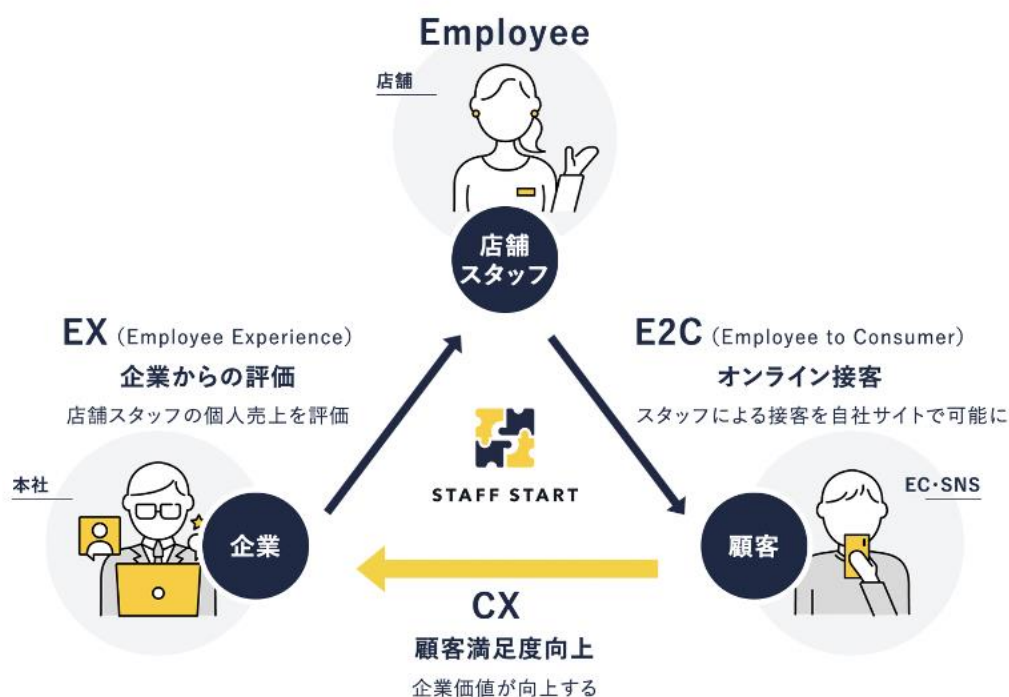 Employee
店舗
店舗
スタッフ
EX (Employee Experience)
企業からの評価
店舗スタッフの個人売上を評価
E2C (Employee to Consumer)
オンライン接客
スタッフによる接客を自社サイトで可能に
STAFF START
本社
企業
EC・SNS
顧客
CX
顧客満足度向上
企業価値が向上する